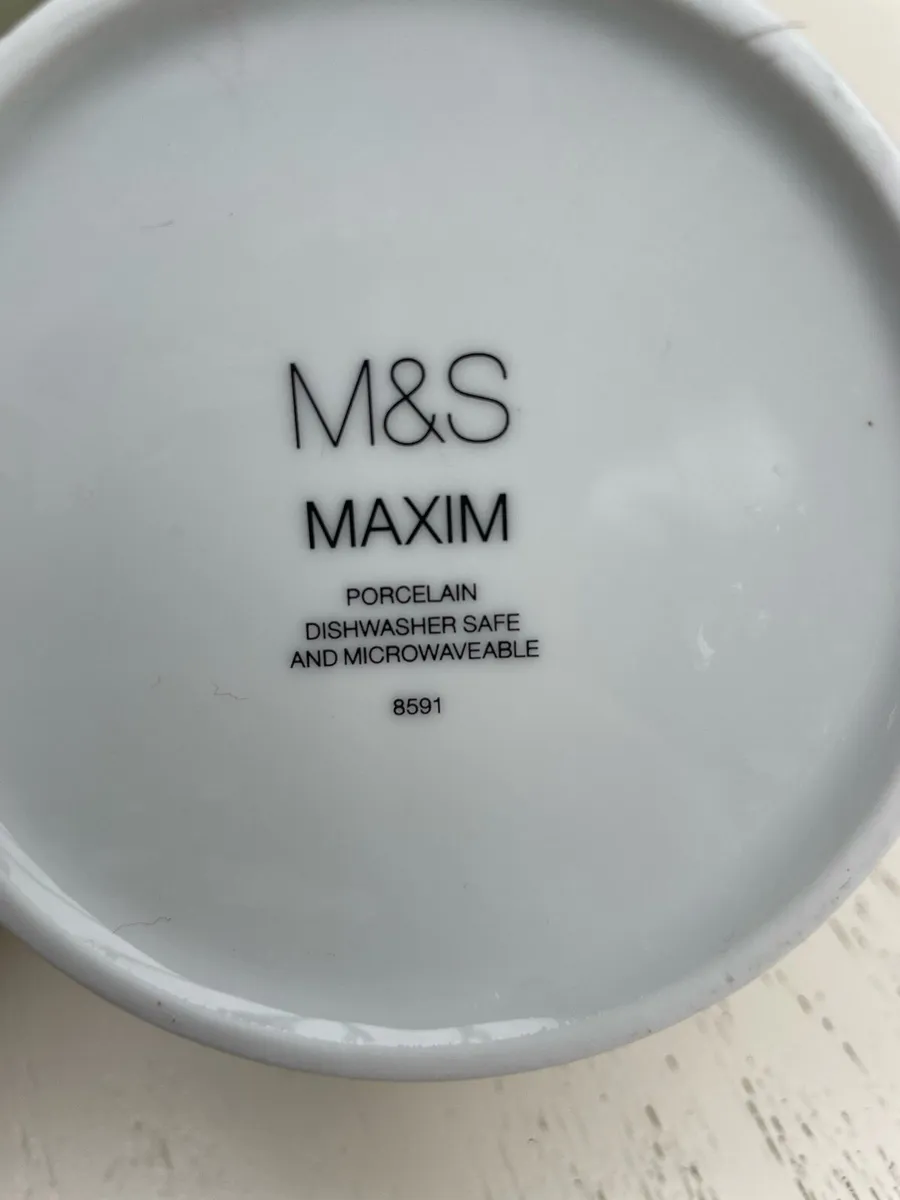 M&S
MAXIM
PORCELAIN
DISHWASHER SAFE
AND MICROWAVEABLE
8591